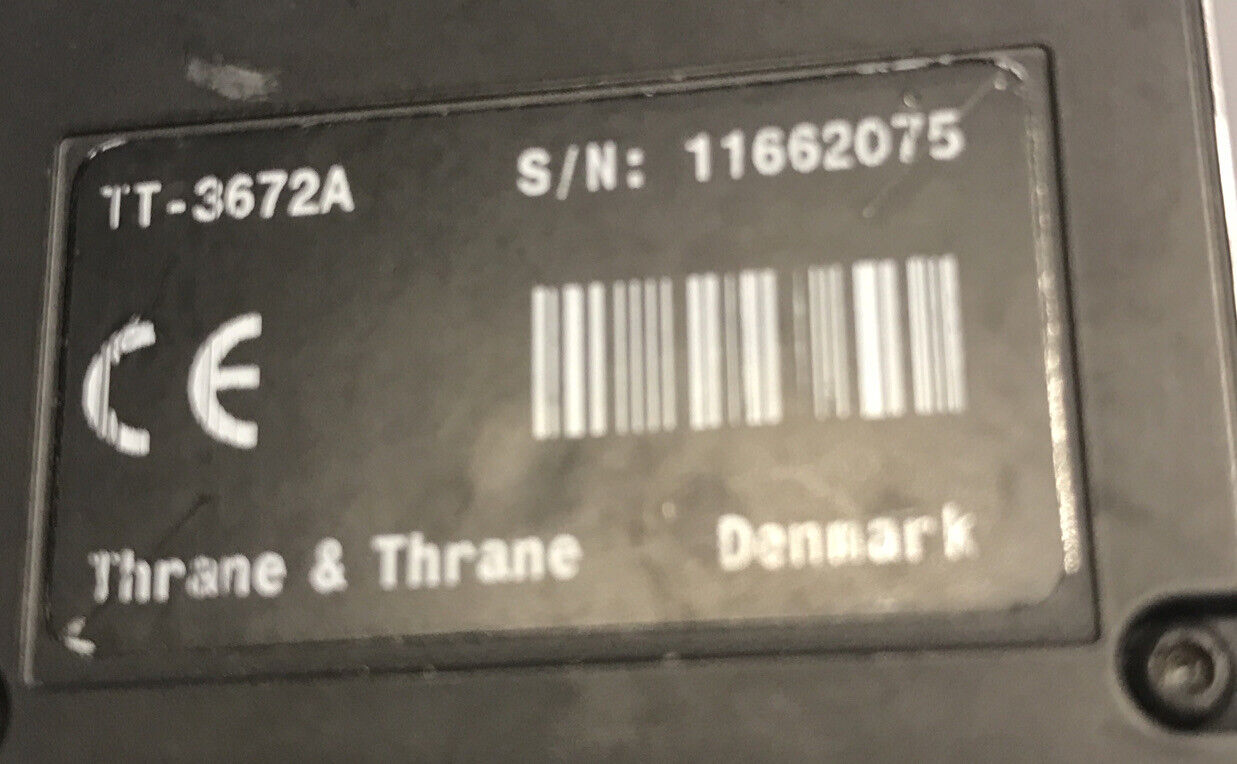 TT-3672A S/N: 11662075
CE
Thrane & Thrane Denmark